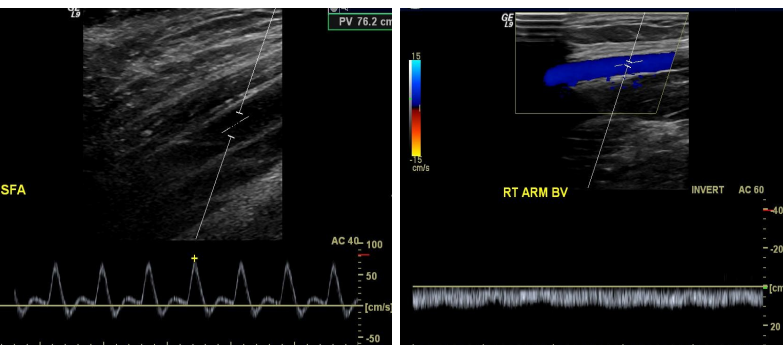 GE
L9
PV 76.2 cm
SFA
AC 40
100
50
[cm/s]
-50
GE
L9
15
-15
cm/s
RT ARM BV
INVERT AC 60
-40
-20
[cm
20